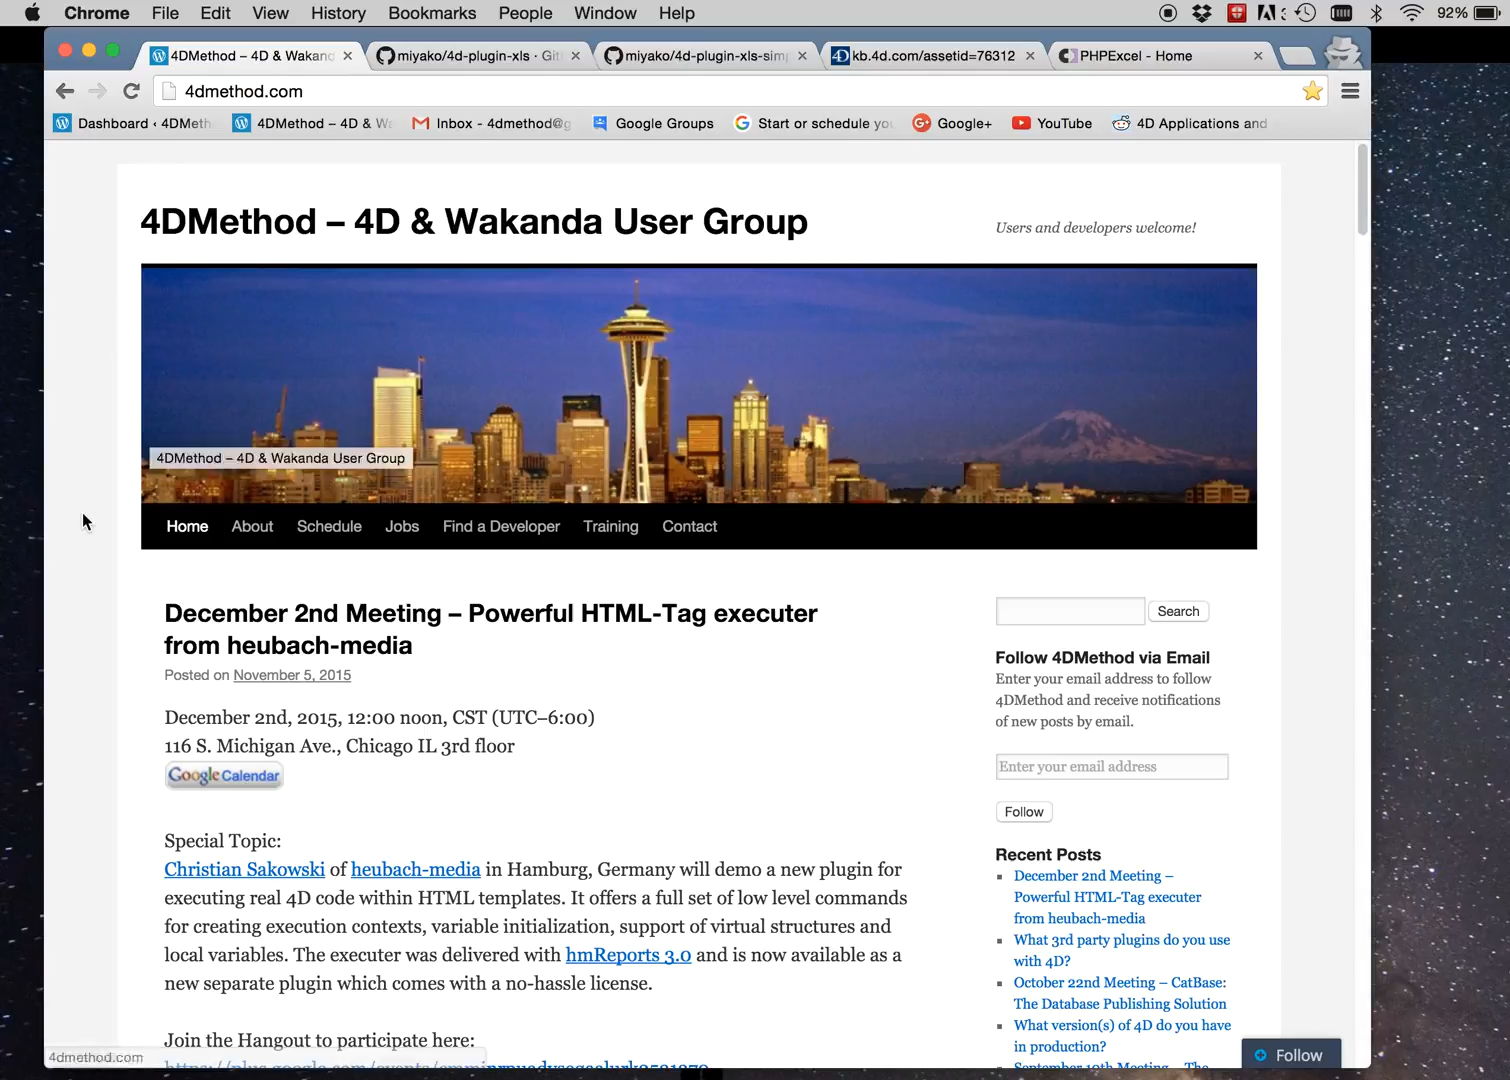 Chrome File Edit View History Bookmarks People Window Help 92%
4DMethod – 4D & Wakand
miyako/4d-plugin-xls · Git
miyako/4d-plugin-xls-simp
kb.4d.com/assetid=76312
PHPExcel - Home
4dmethod.com
Dashboard ‹ 4DMeth
4DMethod – 4D & Wa
Inbox - 4dmethod@g
Google Groups
Start or schedule you
Google+
YouTube
4D Applications and
4DMethod – 4D & Wakanda User Group
Users and developers welcome!
4DMethod – 4D & Wakanda User Group
Home About Schedule Jobs Find a Developer Training Contact
December 2nd Meeting – Powerful HTML-Tag executer
from heubach-media
Posted on November 5, 2015
December 2nd, 2015, 12:00 noon, CST (UTC–6:00)
116 S. Michigan Ave., Chicago IL 3rd floor
Google Calendar
Special Topic:
Christian Sakowski of heubach-media in Hamburg, Germany will demo a new plugin for
executing real 4D code within HTML templates. It offers a full set of low level commands
for creating execution contexts, variable initialization, support of virtual structures and
local variables. The executer was delivered with hmReports 3.0 and is now available as a
new separate plugin which comes with a no-hassle license.
Join the Hangout to participate here:
Search
Follow 4DMethod via Email
Enter your email address to follow
4DMethod and receive notifications
of new posts by email.
Enter your email address
Follow
Recent Posts
December 2nd Meeting –
Powerful HTML-Tag executer
from heubach-media
What 3rd party plugins do you use
with 4D?
October 22nd Meeting – CatBase:
The Database Publishing Solution
What version(s) of 4D do you have
in production?
September 10th Meeting – The
Follow
4dmethod.com